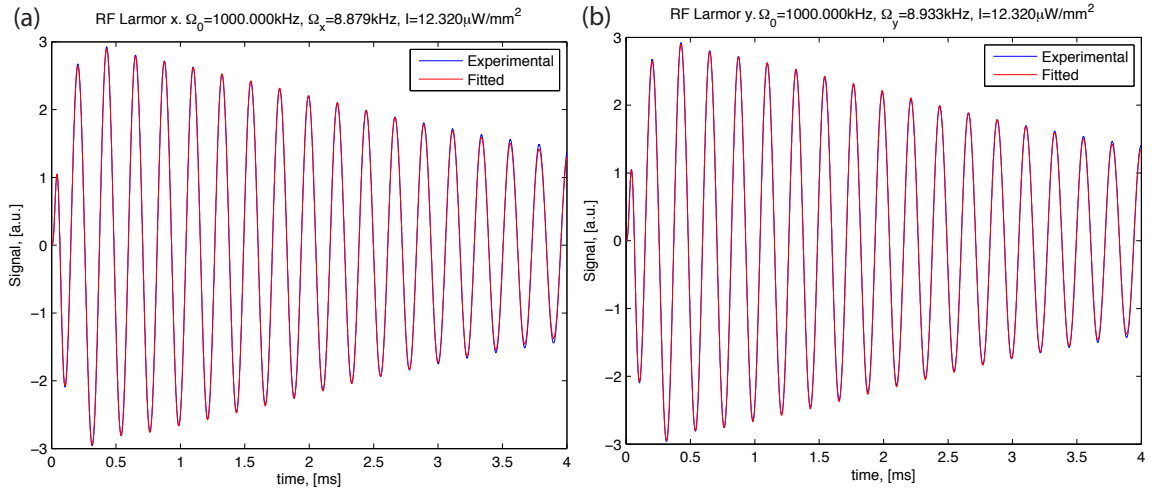 (a)
RF Larmor x. Ω₀=1000.000kHz, Ωₓ=8.879kHz, I=12.320μW/mm²
Experimental
Fitted
3
2
1
0
−1
−2
−3
Signal, [a.u.]
0 0.5 1 1.5 2 2.5 3 3.5 4
time, [ms]
(b)
RF Larmor y. Ω₀=1000.000kHz, Ω_y=8.933kHz, I=12.320μW/mm²
Experimental
Fitted
3
2
1
0
−1
−2
−3
Signal, [a.u.]
0 0.5 1 1.5 2 2.5 3 3.5 4
time, [ms]